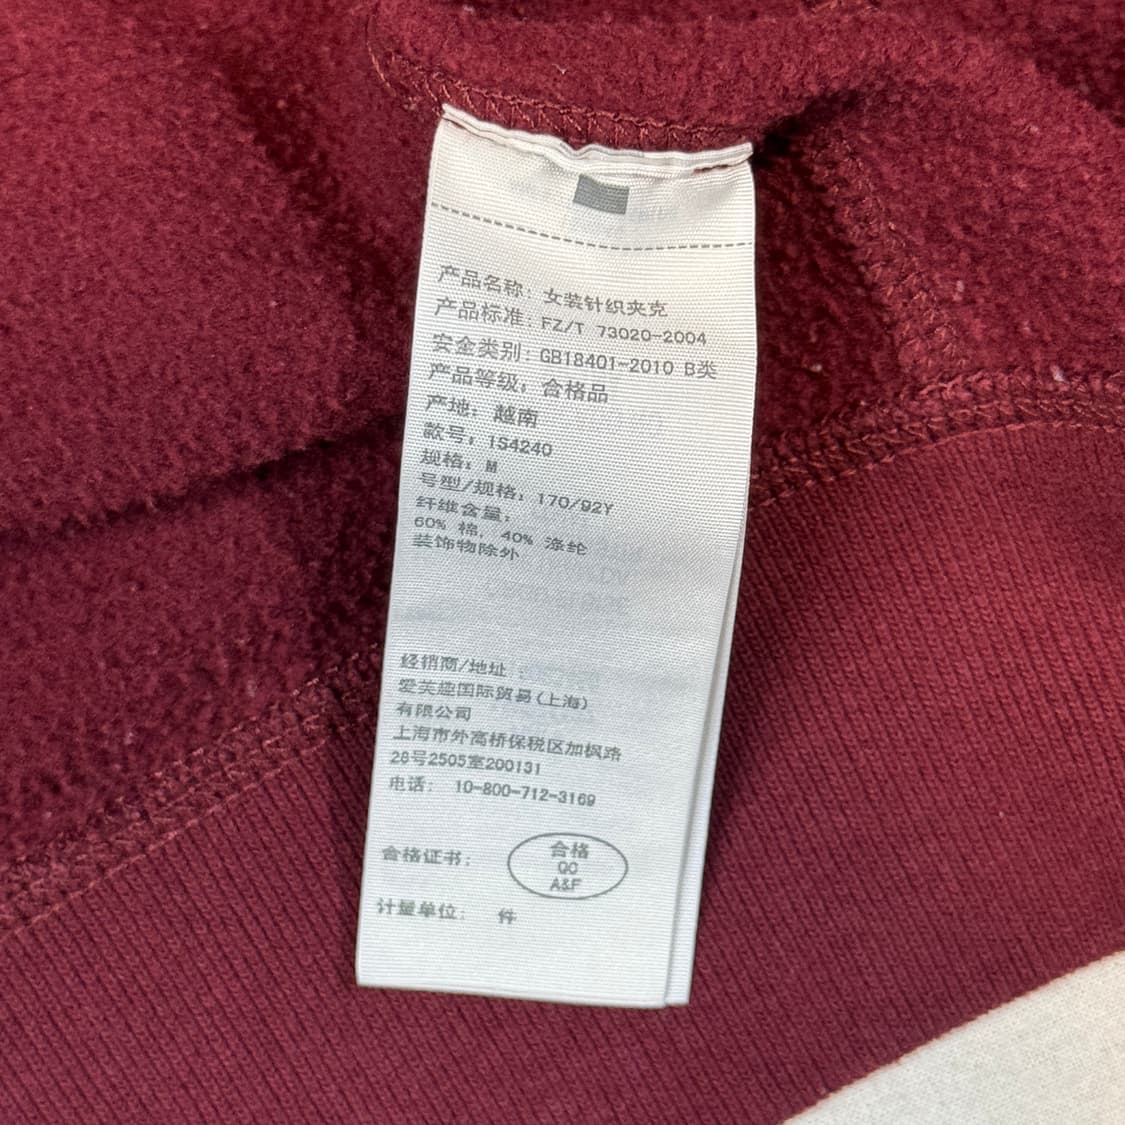 产品名称：女装针织夹克
产品标准：FZ/T 73020-2004
安全类别：GB18401-2010 B类
产品等级：合格品
产地：越南
款号：1S4240
规格：M
号型/规格：170/92Y
纤维含量：
60% 棉，40% 涤纶
装饰物除外
经销商/地址：
爱芙趣国际贸易(上海)
有限公司
上海市外高桥保税区加枫路
28号2505室200131
电话： 10-800-712-3169
合格证书：
合格
QC
A&F
计量单位： 件